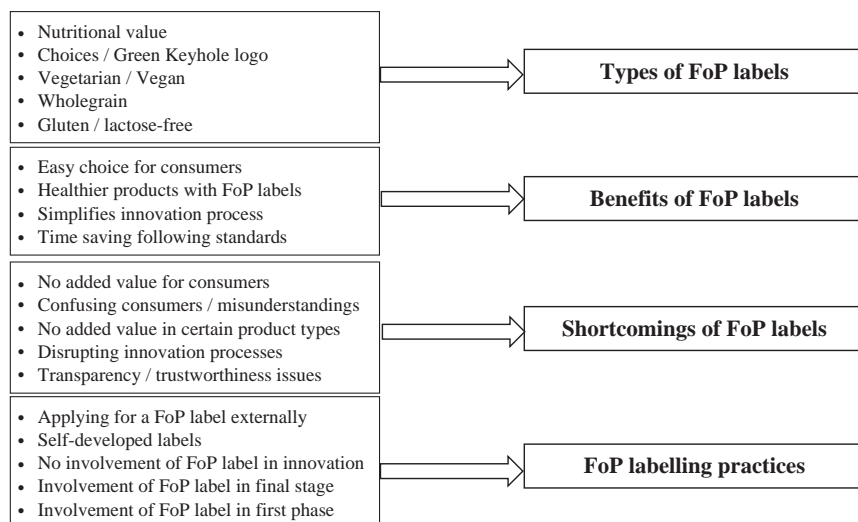 • Nutritional value
• Choices / Green Keyhole logo
• Vegetarian / Vegan
• Wholegrain
• Gluten / lactose-free
Types of FoP labels
• Easy choice for consumers
• Healthier products with FoP labels
• Simplifies innovation process
• Time saving following standards
Benefits of FoP labels
• No added value for consumers
• Confusing consumers / misunderstandings
• No added value in certain product types
• Disrupting innovation processes
• Transparency / trustworthiness issues
Shortcomings of FoP labels
• Applying for a FoP label externally
• Self-developed labels
• No involvement of FoP label in innovation
• Involvement of FoP label in final stage
• Involvement of FoP label in first phase
FoP labelling practices